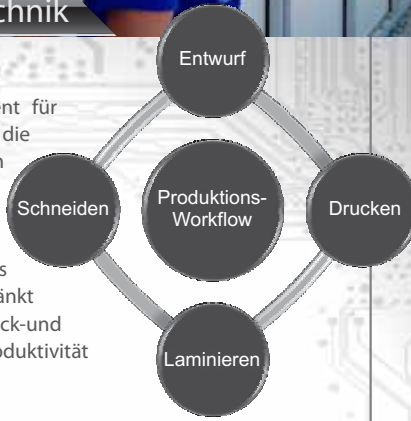 chnik
ent für
die
n
s
änkt
ck-und
oduktivität
Entwurf
Schneiden
Produktions-
Workflow
Drucken
Laminieren